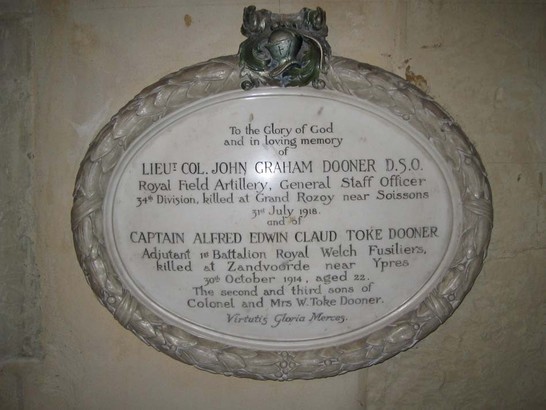 To the Glory of God
and in loving memory
of
LIEUT COL. JOHN GRAHAM DOONER D.S.O.
Royal Field Artillery, General Staff Officer
34th Division, killed at Grand Rozoy near Soissons
31st July 1918.
and of
CAPTAIN ALFRED EDWIN CLAUD TOKE DOONER
Adjutant 1st Battalion Royal Welch Fusiliers,
killed at Zandvoorde near Ypres
30th October 1914, aged 22.
The second and third sons of
Colonel and Mrs W. Toke Dooner.
Virtutis Gloria Merces.